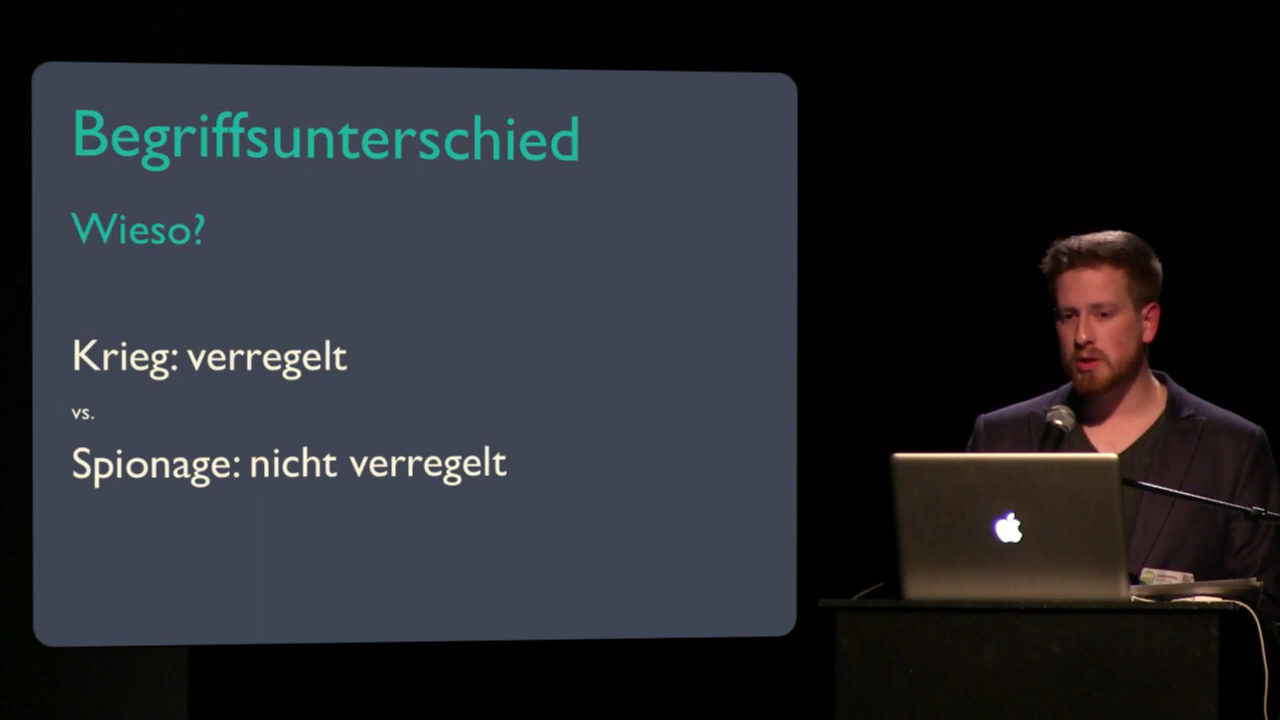 Begriffsunterschied
Wieso?
Krieg: verregelt
vs.
Spionage: nicht verregelt